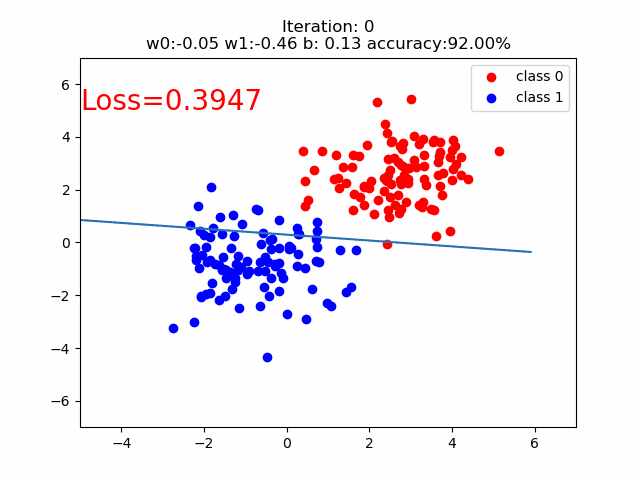 Iteration: 0
w0:-0.05 w1:-0.46 b: 0.13 accuracy:92.00%
Loss=0.3947
class 0
class 1
6
4
2
0
−2
−4
−6
−4
−2
0
2
4
6